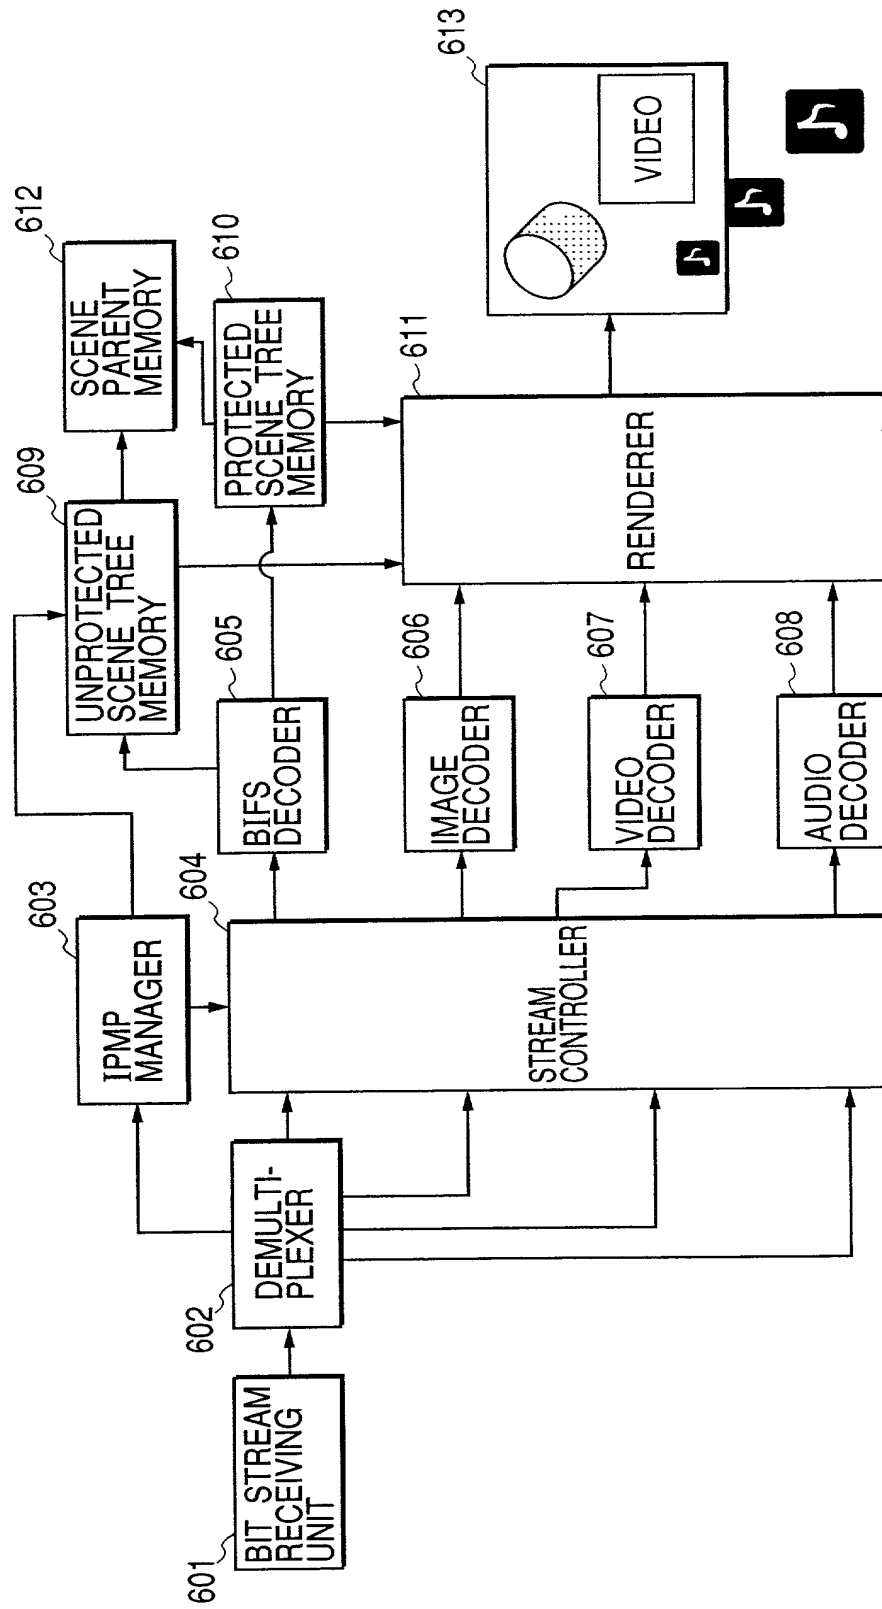 601
BIT STREAM
RECEIVING
UNIT
602
DEMULTI-
PLEXER
603
IPMP
MANAGER
604
STREAM
CONTROLLER
605
BIFS
DECODER
606
IMAGE
DECODER
607
VIDEO
DECODER
608
AUDIO
DECODER
609
UNPROTECTED
SCENE TREE
MEMORY
610
PROTECTED
SCENE TREE
MEMORY
611
RENDERER
612
SCENE
PARENT
MEMORY
613
VIDEO